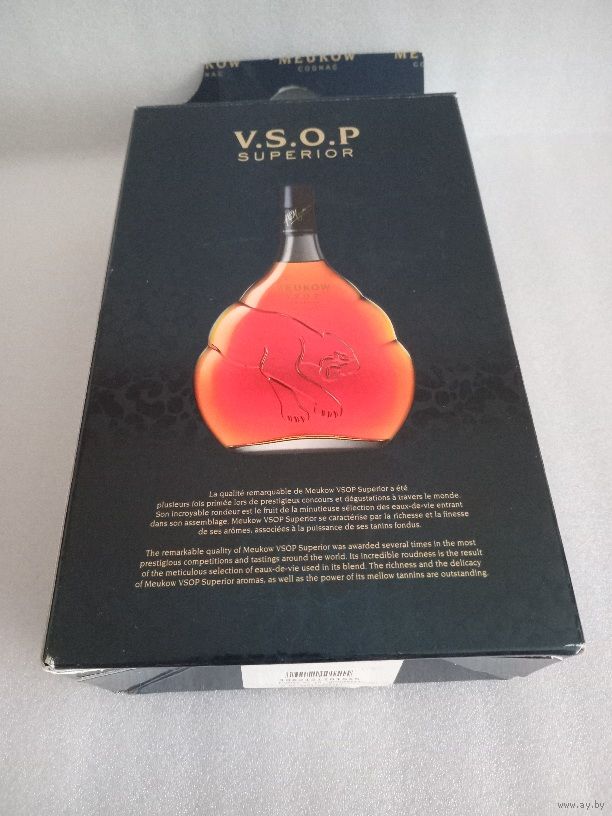 MEUKOW
COGNAC
V.S.O.P
SUPERIOR
MEUKOW
V.S.O.P
La qualité remarquable de Meukow VSOP Superior a été
plusieurs fois primée lors de prestigieux concours et dégustations à travers le monde.
Son incroyable rondeur est le fruit de la minutieuse sélection des eaux-de-vie entrant
dans son assemblage. Meukow VSOP Superior se caractérise par la richesse et la finesse
de ses arômes, associées à la puissance de ses tanins fondus.
The remarkable quality of Meukow VSOP Superior was awarded several times in the most
prestigious competitions and tastings around the world. Its incredible roudness is the result
of the meticulous selection of eaux-de-vie used in its blend. The richness and the delicacy
of Meukow VSOP Superior aromas, as well as the power of its mellow tannins are outstanding.
www.ay.by